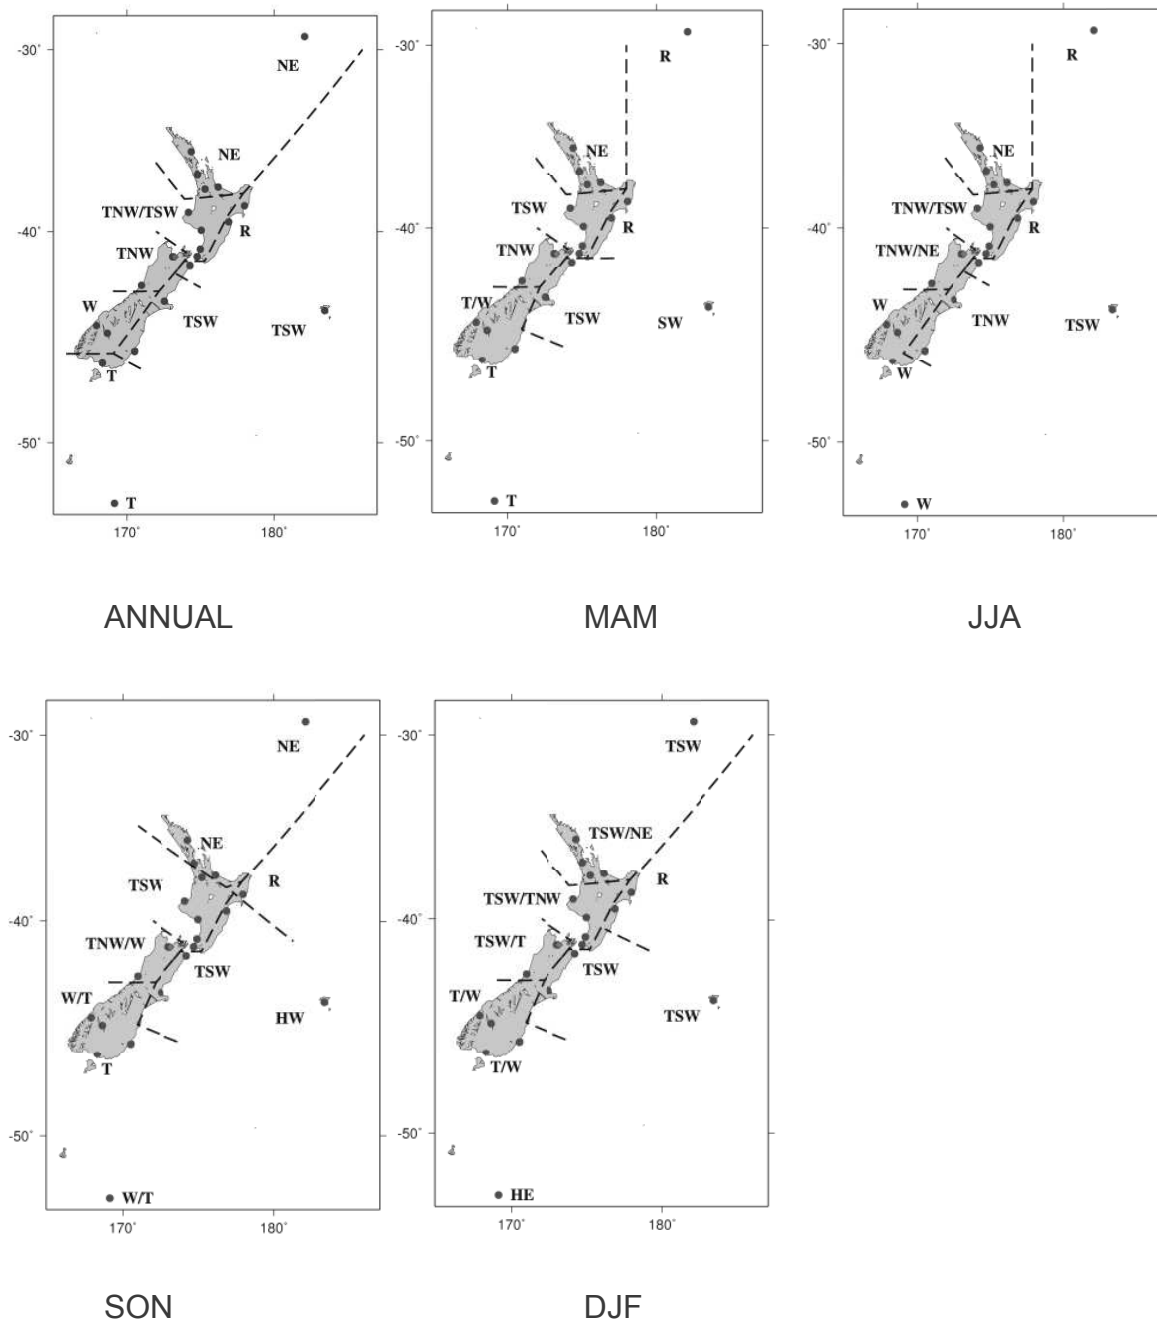 -30°
-40°
-50°
170°
180°
NE
NE
TNW/TSW
R
TNW
W
TSW
TSW
T
T
ANNUAL
-30°
-40°
-50°
170°
180°
R
NE
TSW
R
TNW
T/W
TSW
SW
T
T
MAM
-30°
-40°
-50°
170°
180°
R
NE
TNW/TSW
R
TNW/NE
W
TNW
TSW
W
W
JJA
-30°
-40°
-50°
170°
180°
NE
NE
TSW
R
TNW/W
TSW
W/T
HW
T
W/T
SON
-30°
-40°
-50°
170°
180°
TSW
TSW/NE
R
TSW/TNW
TSW/T
TSW
T/W
TSW
T/W
HE
DJF